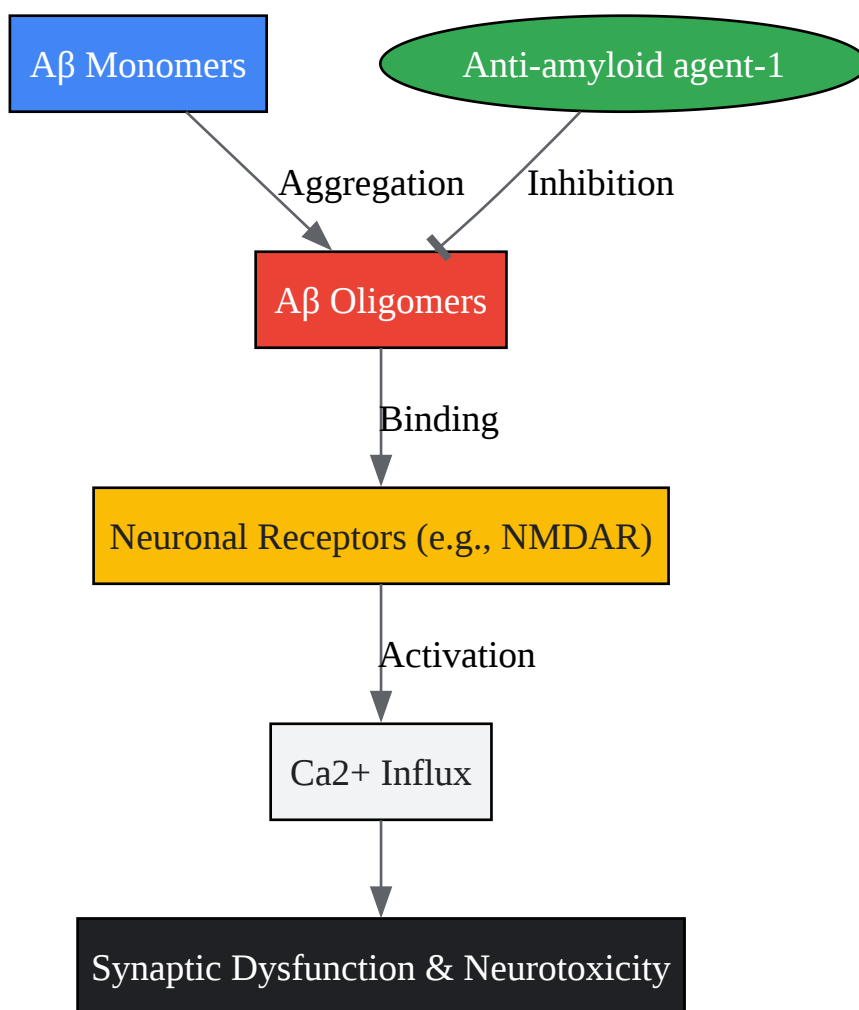 Aβ Monomers
Anti-amyloid agent-1
Aggregation
Inhibition
Aβ Oligomers
Binding
Neuronal Receptors (e.g., NMDAR)
Activation
Ca2+ Influx
Synaptic Dysfunction & Neurotoxicity